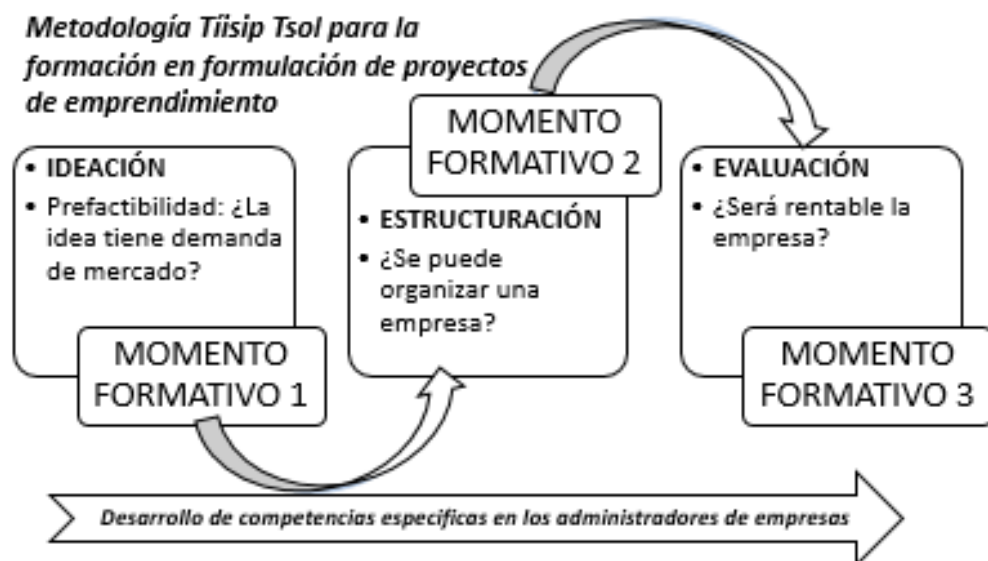 Metodología Tíisip Tsol para la
formación en formulación de proyectos
de emprendimiento
• IDEACIÓN
• Prefactibilidad: ¿La
idea tiene demanda
de mercado?
MOMENTO
FORMATIVO 1
MOMENTO
FORMATIVO 2
• ESTRUCTURACIÓN
• ¿Se puede
organizar una
empresa?
• EVALUACIÓN
• ¿Será rentable la
empresa?
MOMENTO
FORMATIVO 3
Desarrollo de competencias específicas en los administradores de empresas